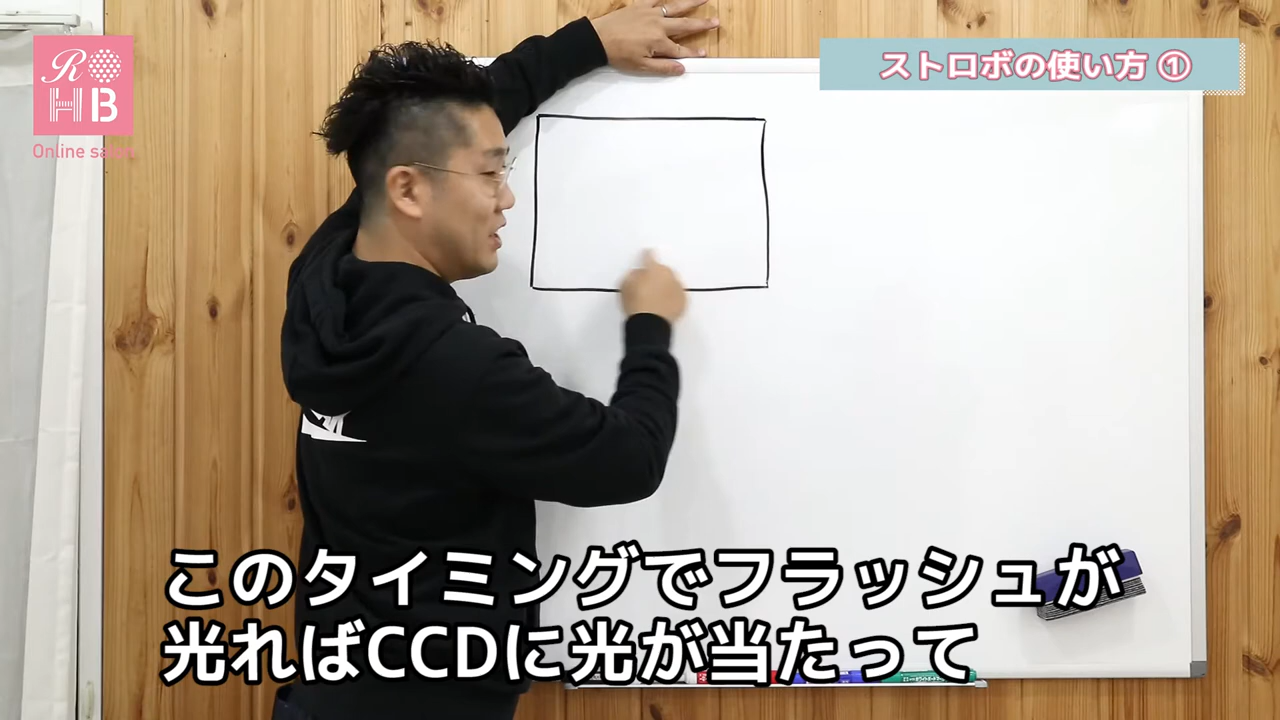 R
HB
Online salon
ストロボの使い方 ①
このタイミングでフラッシュが
光ればCCDに光が当たって